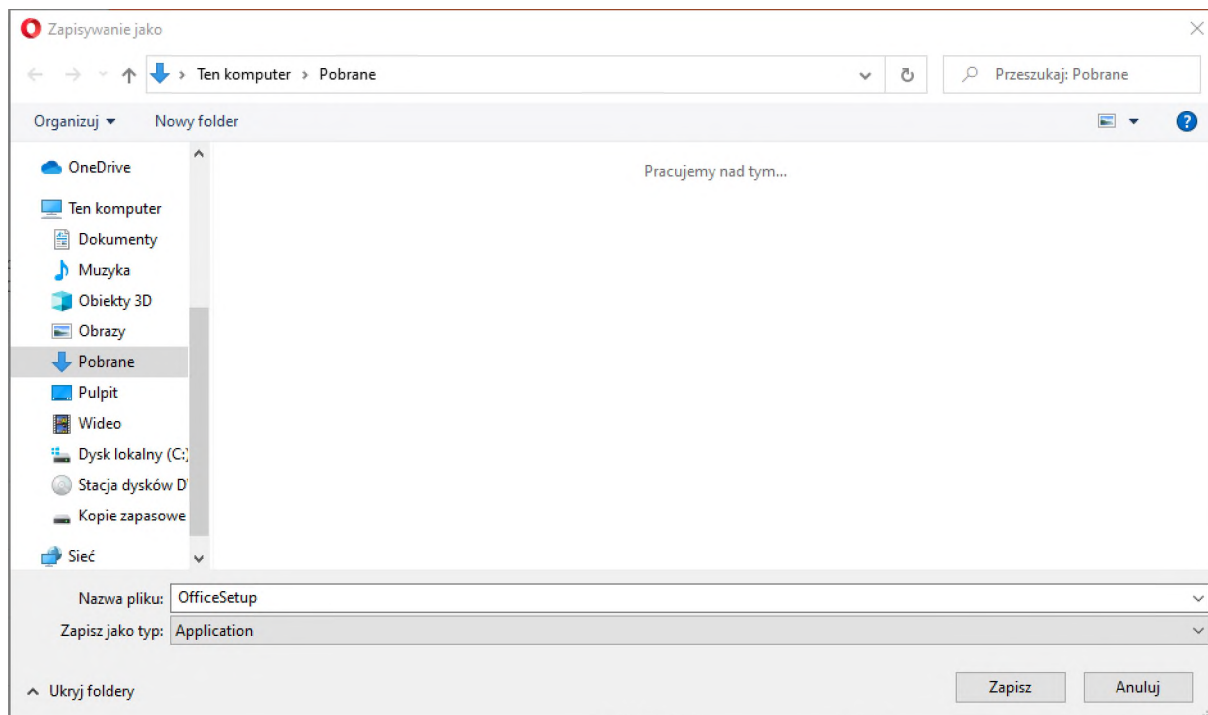 Zapisywanie jako
Ten komputer > Pobrane
Przeszukaj: Pobrane
Organizuj
Nowy folder
OneDrive
Ten komputer
Dokumenty
Muzyka
Obiekty 3D
Obrazy
Pobrane
Pulpit
Wideo
Dysk lokalny (C:)
Stacja dysków D
Kopie zapasowe
Sieć
Pracujemy nad tym...
Nazwa pliku: OfficeSetup
Zapisz jako typ: Application
Ukryj foldery
Zapisz
Anuluj